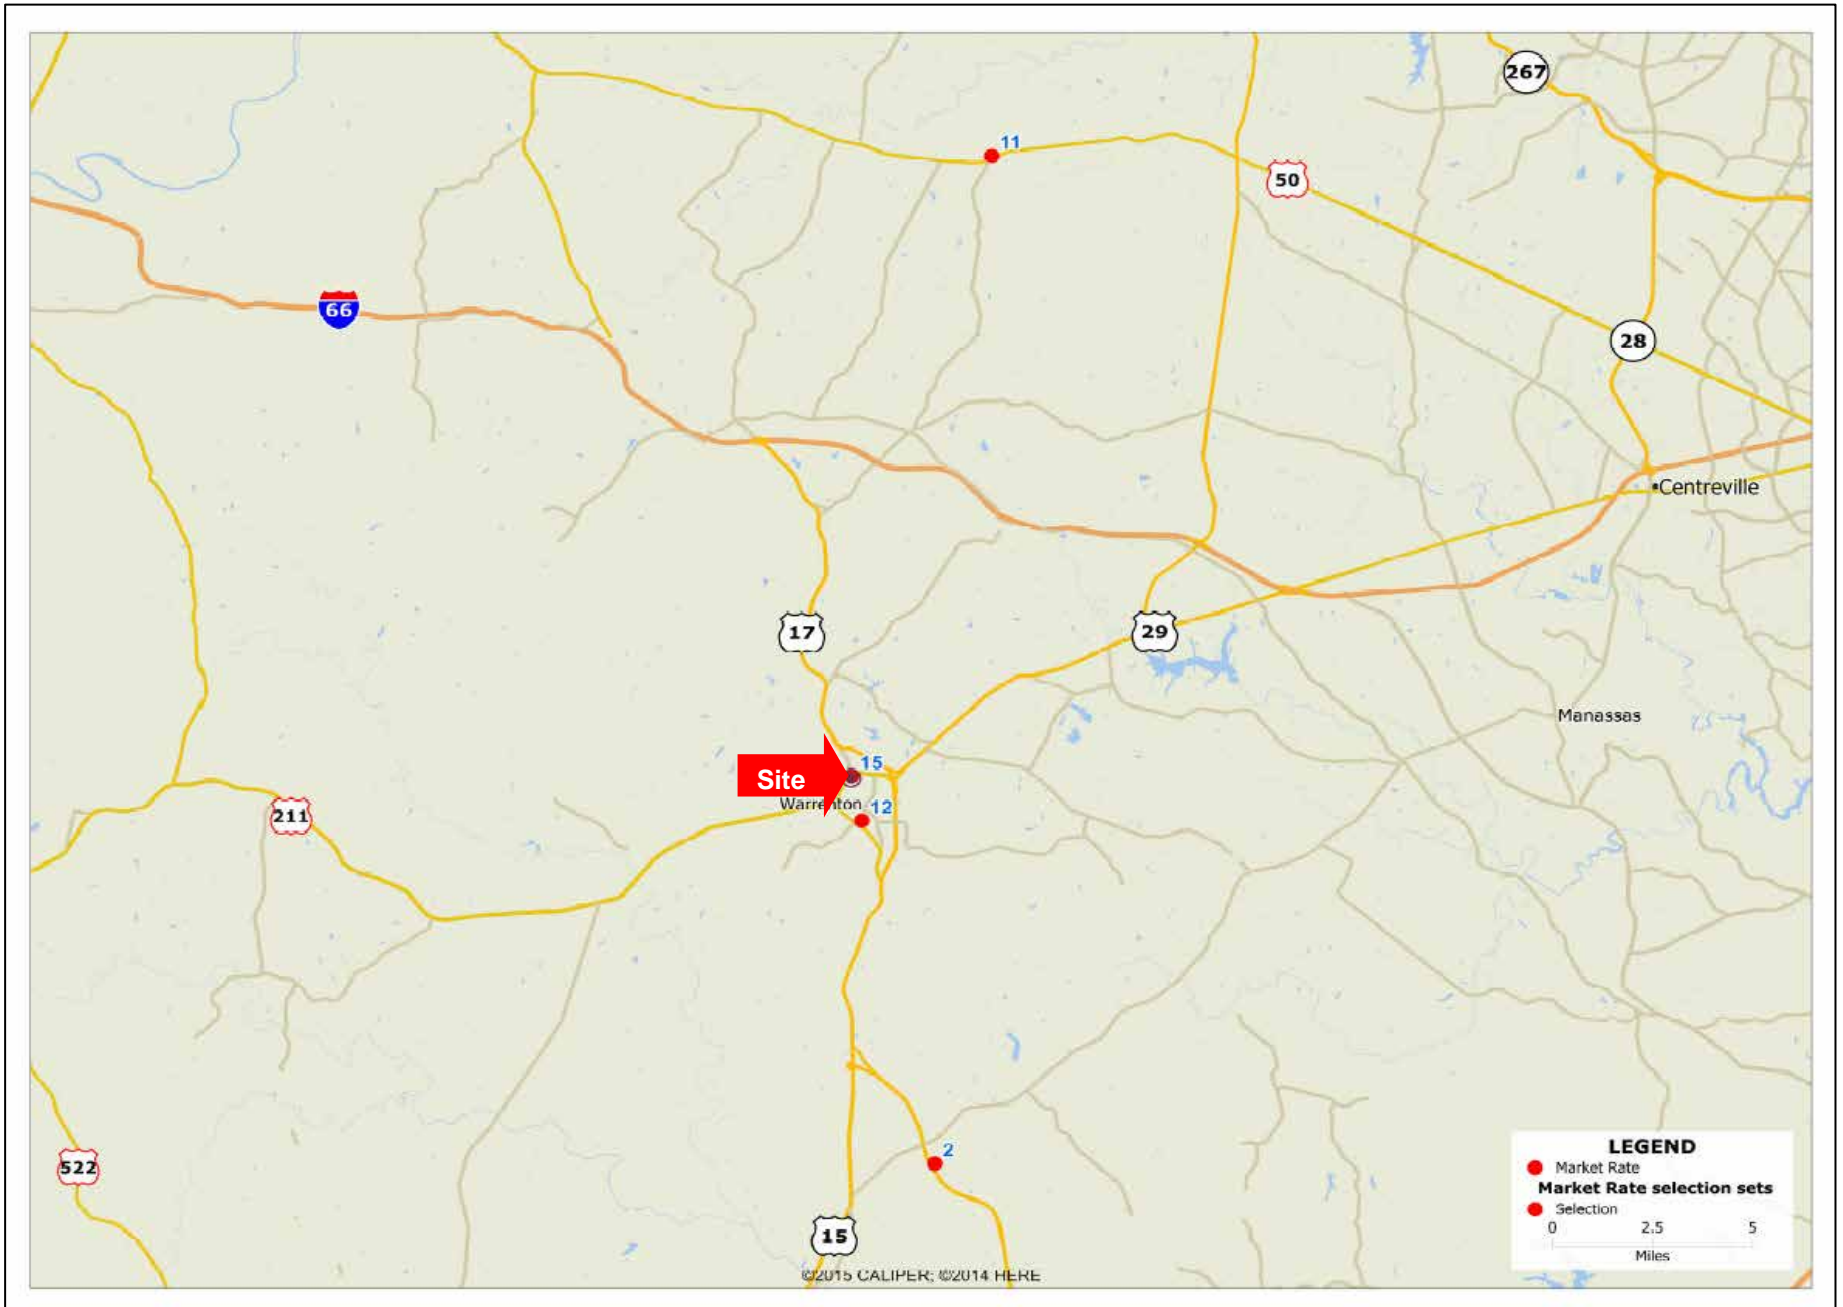 267
11
50
66
28
Centreville
17
29
Manassas
15
Site
Warrenton
12
211
2
522
15
LEGEND
Market Rate
Market Rate selection sets
Selection
0 2.5 5
Miles
©2015 CALIPER; ©2014 HERE